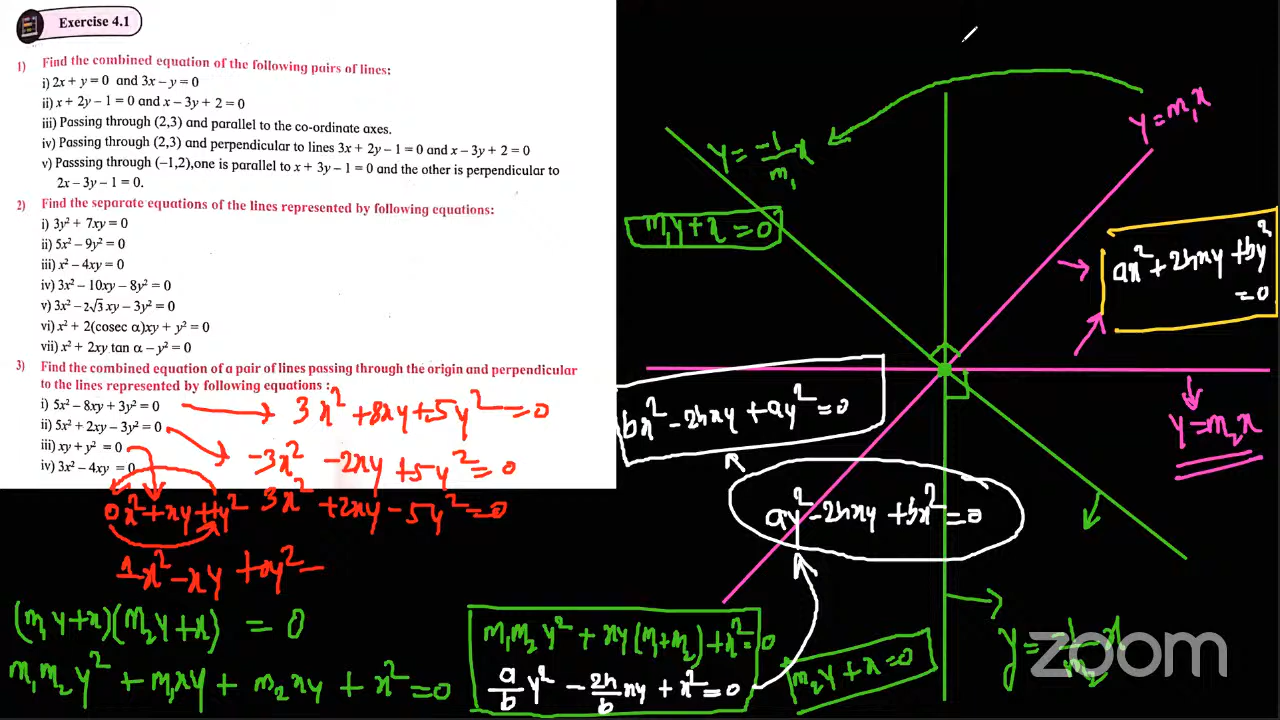 Exercise 4.1
1) Find the combined equation of the following pairs of lines:
i) 2x + y = 0 and 3x – y = 0
ii) x + 2y – 1 = 0 and x – 3y + 2 = 0
iii) Passing through (2,3) and parallel to the co-ordinate axes.
iv) Passing through (2,3) and perpendicular to lines 3x + 2y – 1 = 0 and x – 3y + 2 = 0
v) Passsing through (–1,2),one is parallel to x + 3y – 1 = 0 and the other is perpendicular to
2x – 3y – 1 = 0.
2) Find the separate equations of the lines represented by following equations:
i) 3y² + 7xy = 0
ii) 5x² – 9y² = 0
iii) x² – 4xy = 0
iv) 3x² – 10xy – 8y² = 0
v) 3x² – 2√3 xy – 3y² = 0
vi) x² + 2(cosec α)xy + y² = 0
vii) x² + 2xy tan α – y² = 0
3) Find the combined equation of a pair of lines passing through the origin and perpendicular
to the lines represented by following equations :
i) 5x² – 8xy + 3y² = 0
ii) 5x² + 2xy – 3y² = 0
iii) xy + y² = 0
iv) 3x² – 4xy = 0
3x² + 8xy + 5y² = 0
-3x² - 2xy + 5y² = 0
3x² + 2xy - 5y² = 0
0x² + xy + 1y²
1x² - xy + 0y² =
(m₁y + x)(m₂y + x) = 0
m₁m₂y² + m₁xy + m₂xy + x² = 0
m₁m₂y² + xy(m₁+m₂) + x² = 0
a/b y² - 2h/b xy + x² = 0
ay² - 2hxy + bx² = 0
bx² - 2hxy + ay² = 0
y = -1/m₁ x
m₁y + x = 0
y = m₁x
ax² + 2hxy + by²
= 0
y = m₂x
m₂y + x = 0
y = -1/m₂ x
zoom